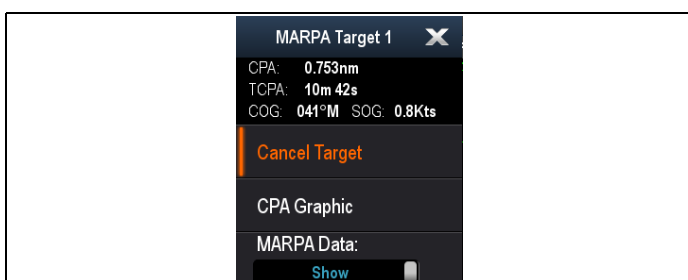 MARPA Target 1
CPA: 0.753nm
TCPA: 10m 42s
COG: 041°M SOG: 0.8Kts
Cancel Target
CPA Graphic
MARPA Data:
Show